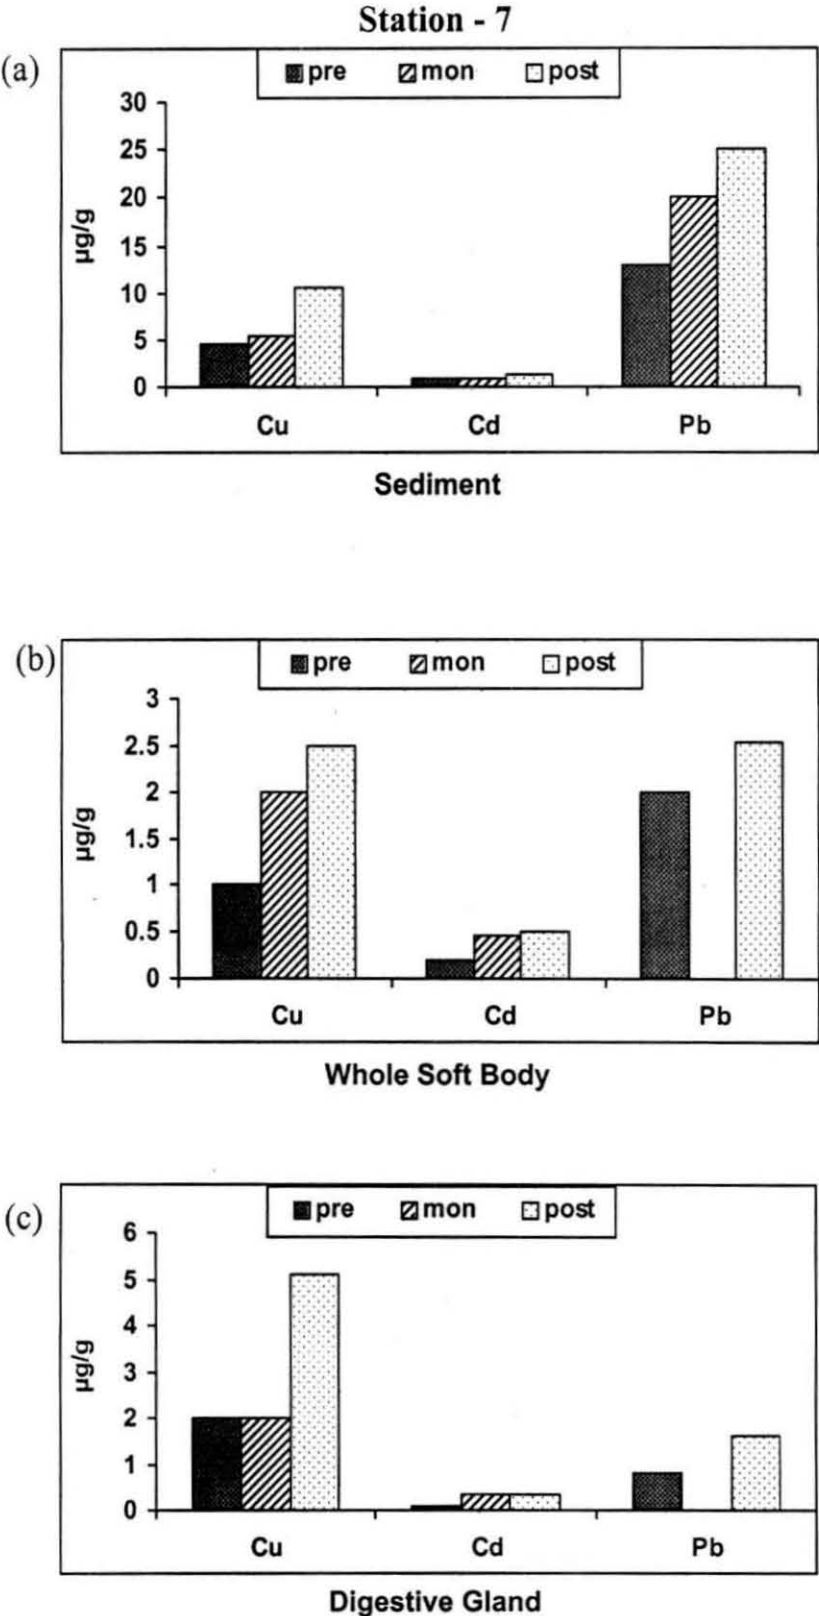 Station - 7
(a)
pre mon post
30
25
20
15
10
5
0
µg/g
Cu Cd Pb
Sediment
(b)
pre mon post
3
2.5
2
1.5
1
0.5
0
µg/g
Cu Cd Pb
Whole Soft Body
(c)
pre mon post
6
5
4
3
2
1
0
µg/g
Cu Cd Pb
Digestive Gland